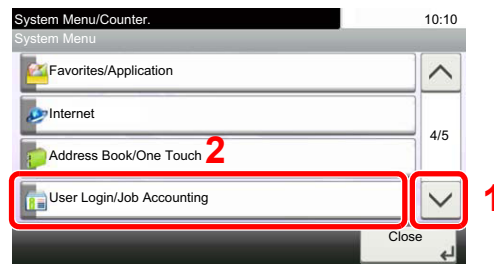 System Menu/Counter.
10:10
System Menu
Favorites/Application
Internet
4/5
Address Book/One Touch
2
User Login/Job Accounting
1
Close